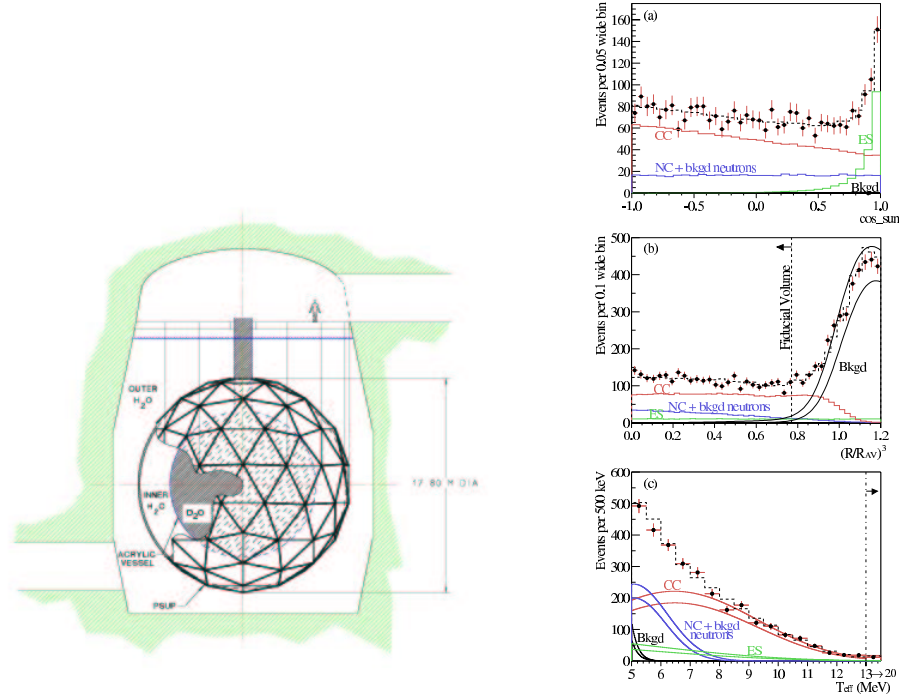 OUTER
H2O
INNER
H2O
D2O
ACRYLIC
VESSEL
PSUP
17.80 M DIA
(a)
Events per 0.05 wide bin
160
140
120
100
80
60
40
20
0
CC
ES
NC + bkgd neutrons
Bkgd
-1.0 -0.5 0.0 0.5 1.0
cos_sun
(b)
Events per 0.1 wide bin
500
400
300
200
100
0
Fiducial Volume
Bkgd
CC
NC + bkgd neutrons
ES
0.0 0.2 0.4 0.6 0.8 1.0 1.2
(R/RAV)3
(c)
Events per 500 keV
600
500
400
300
200
100
0
CC
NC + bkgd
neutrons
Bkgd
ES
5 6 7 8 9 10 11 12 13→20
Teff (MeV)